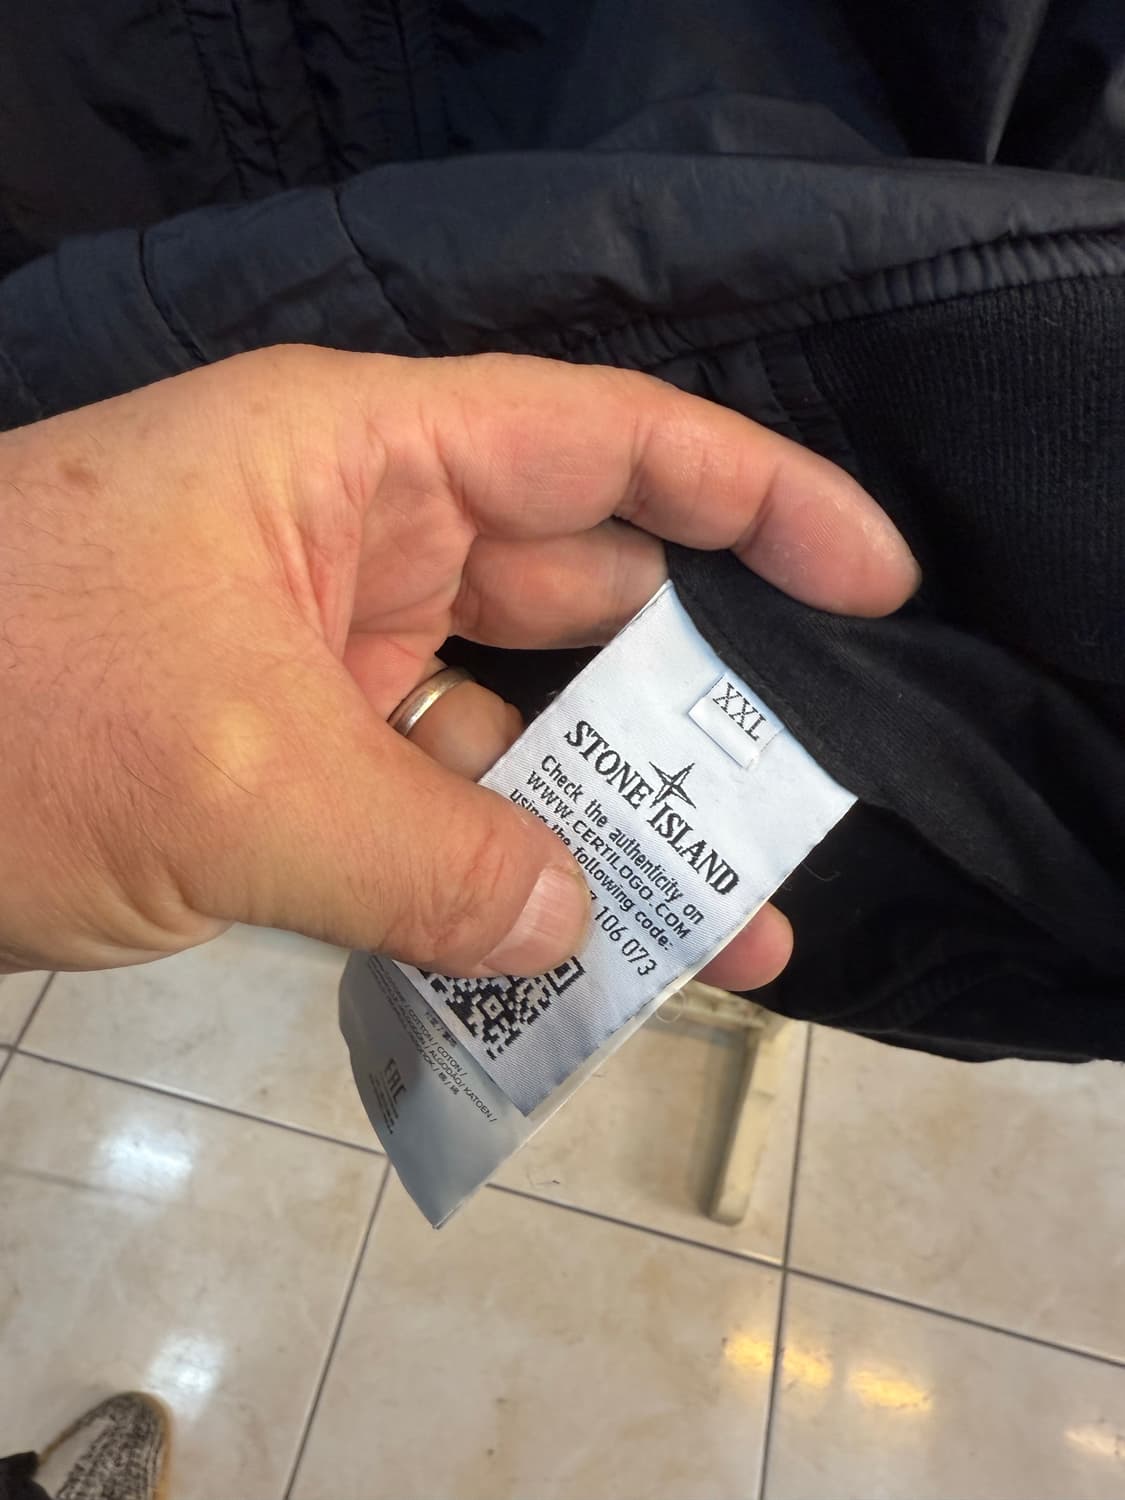 XXL
STONE ISLAND
Check the authenticity on
WWW.CERTILOGO.COM
using the following code:
106 073
COTTON / COTON /
ALGODÃO / KATOEN /